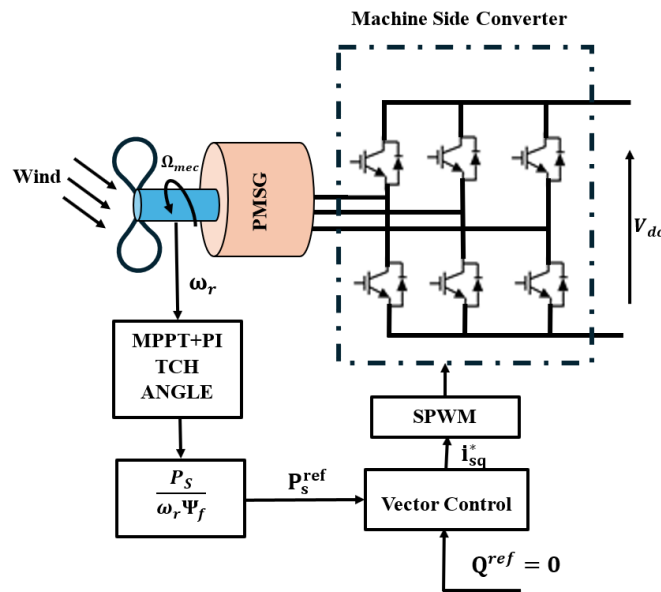 Machine Side Converter
Wind
Ω_mec
PMSG
V_dc
ω_r
MPPT+PI
TCH
ANGLE
SPWM
i*_sq
P_S
ω_r Ψ_f
P_s^ref
Vector Control
Q^ref = 0